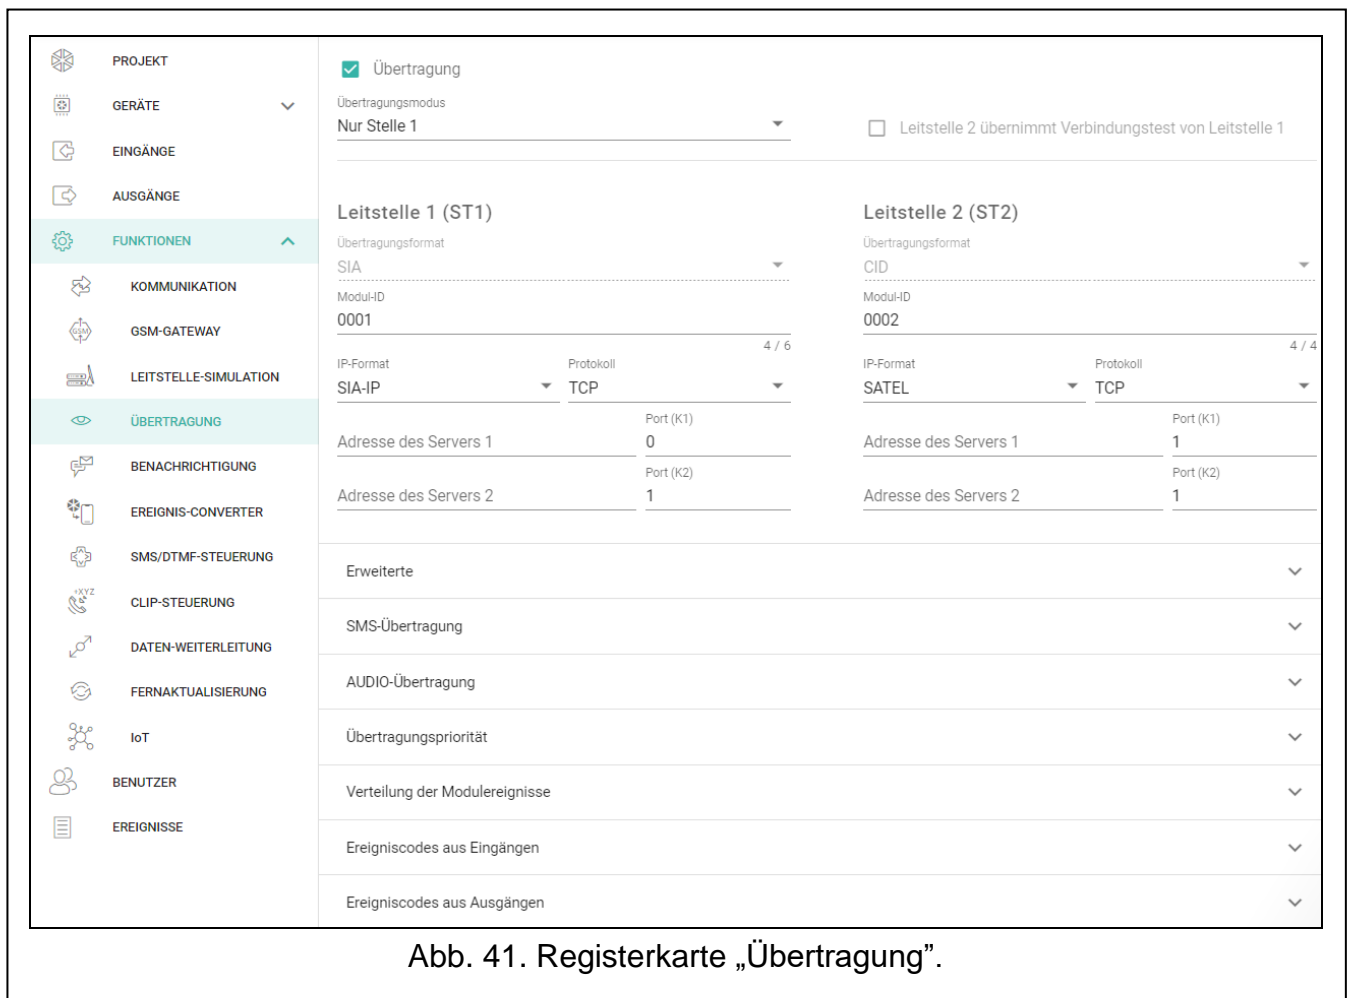 PROJEKT
GERÄTE
EINGÄNGE
AUSGÄNGE
FUNKTIONEN
KOMMUNIKATION
GSM
GSM-GATEWAY
LEITSTELLE-SIMULATION
ÜBERTRAGUNG
BENACHRICHTIGUNG
EREIGNIS-CONVERTER
SMS/DTMF-STEUERUNG
+XYZ
CLIP-STEUERUNG
DATEN-WEITERLEITUNG
FERNAKTUALISIERUNG
IoT
BENUTZER
EREIGNISSE
Übertragung
Übertragungsmodus
Nur Stelle 1
Leitstelle 2 übernimmt Verbindungstest von Leitstelle 1
Leitstelle 1 (ST1)
Übertragungsformat
SIA
Modul-ID
0001
4 / 6
IP-Format Protokoll
SIA-IP TCP
Port (K1)
Adresse des Servers 1 0
Port (K2)
Adresse des Servers 2 1
Leitstelle 2 (ST2)
Übertragungsformat
CID
Modul-ID
0002
4 / 4
IP-Format Protokoll
SATEL TCP
Port (K1)
Adresse des Servers 1 1
Port (K2)
Adresse des Servers 2 1
Erweiterte
SMS-Übertragung
AUDIO-Übertragung
Übertragungspriorität
Verteilung der Modulereignisse
Ereigniscodes aus Eingängen
Ereigniscodes aus Ausgängen
Abb. 41. Registerkarte „Übertragung”.